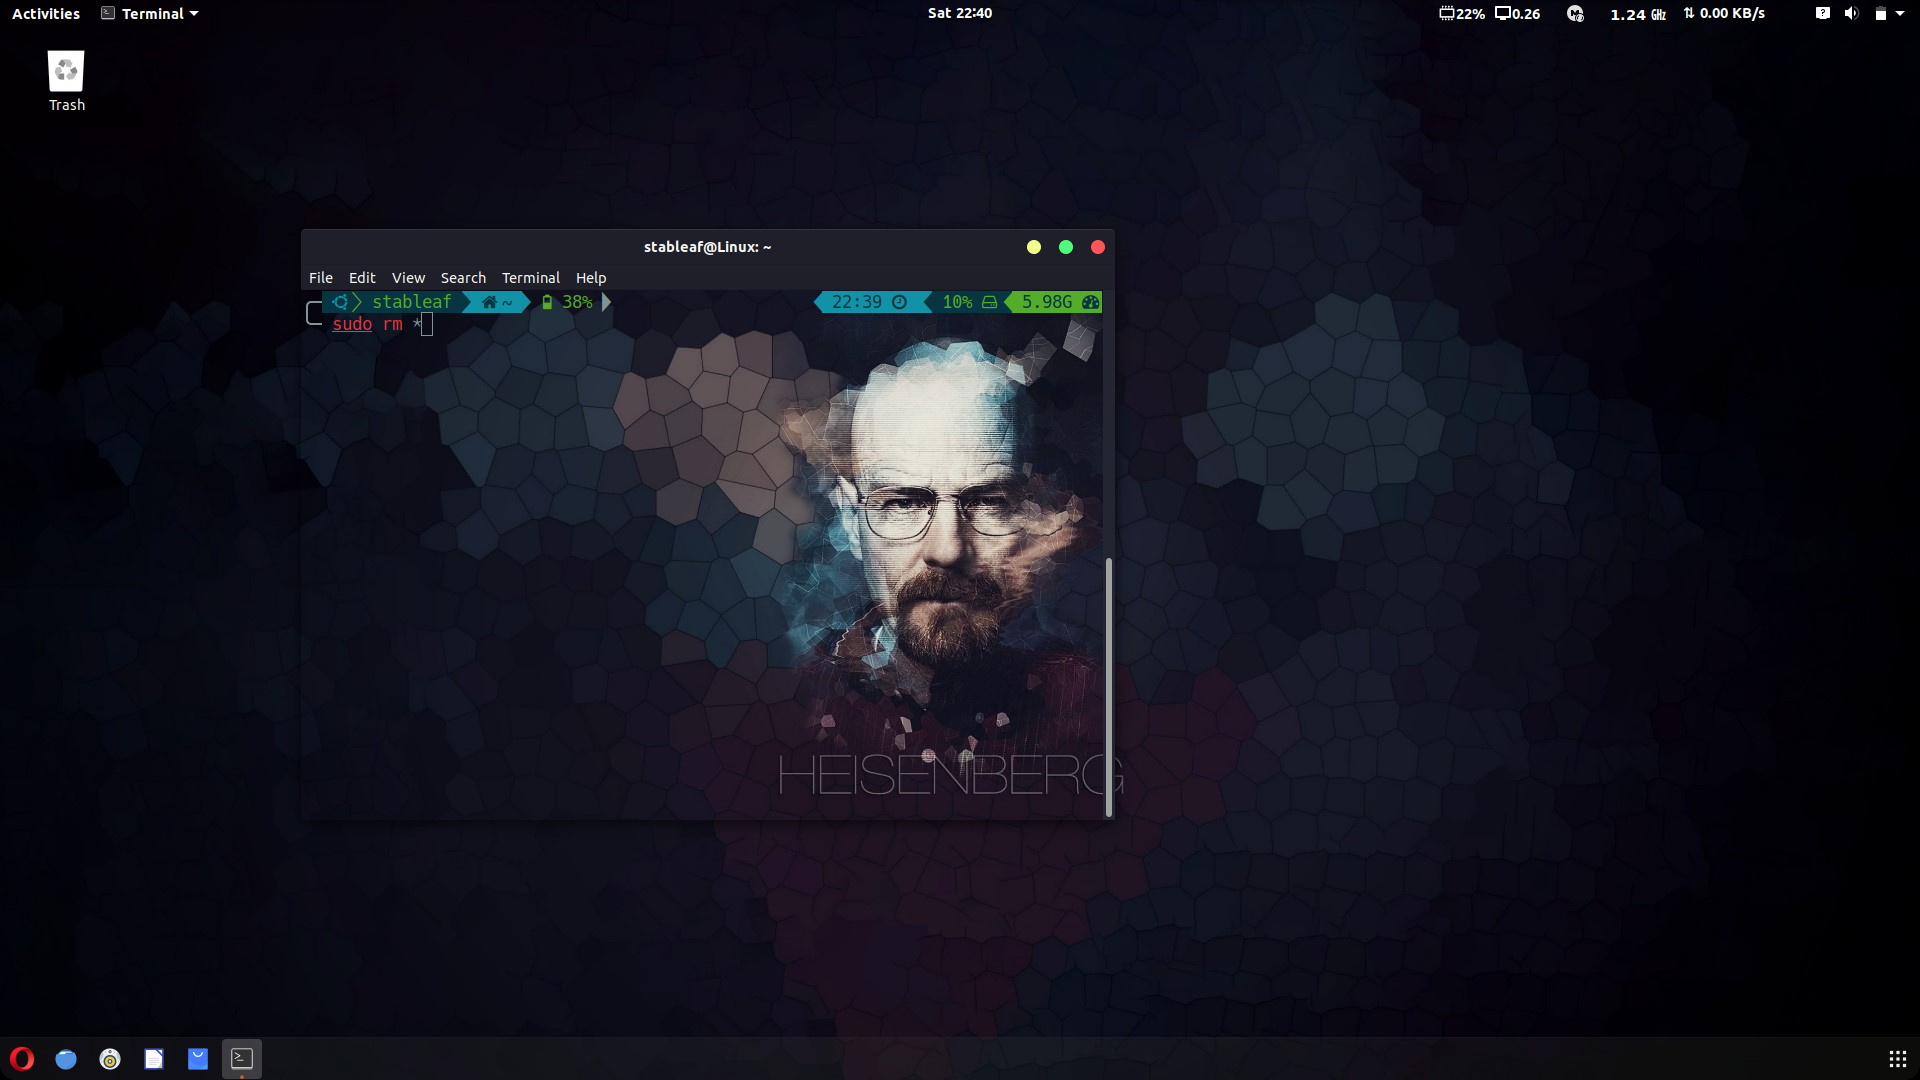 Activities Terminal Sat 22:40 22% 0.26 1.24 GHz 0.00 KB/s
Trash
stableaf@Linux: ~
File Edit View Search Terminal Help
stableaf ~ 38% 22:39 10% 5.98G
sudo rm *
HEISENBERG